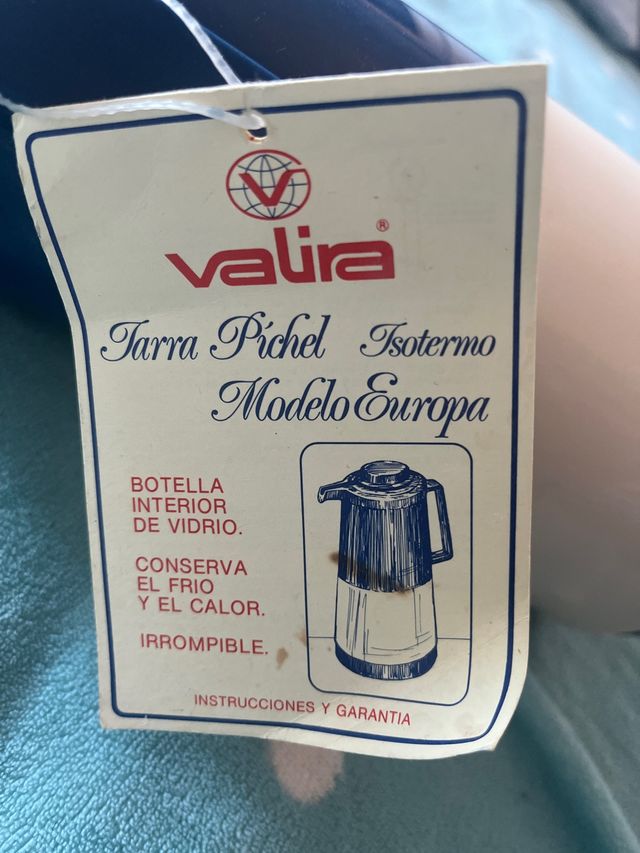 V
valira®
Jarra Píchel Isotermo
Modelo Europa
BOTELLA
INTERIOR
DE VIDRIO.
CONSERVA
EL FRIO
Y EL CALOR.
IRROMPIBLE.
INSTRUCCIONES Y GARANTIA